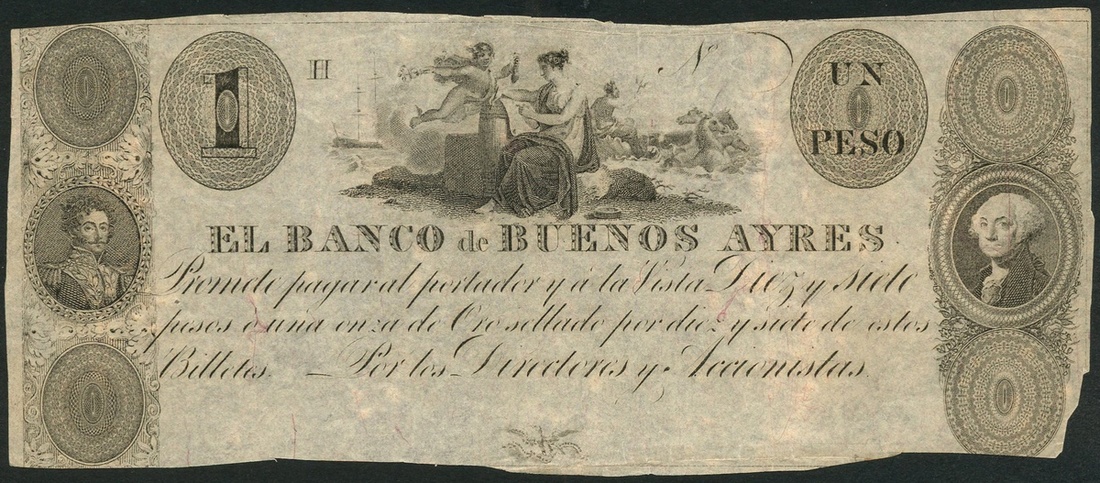 1 H Nº UN
PESO
EL BANCO de BUENOS AYRES
Promete pagar al portador y á la Vista Diez y siete
pesos o una onza de Oro sellado por diez y siete de estos
Billetes. — Por los Directores y Accionistas